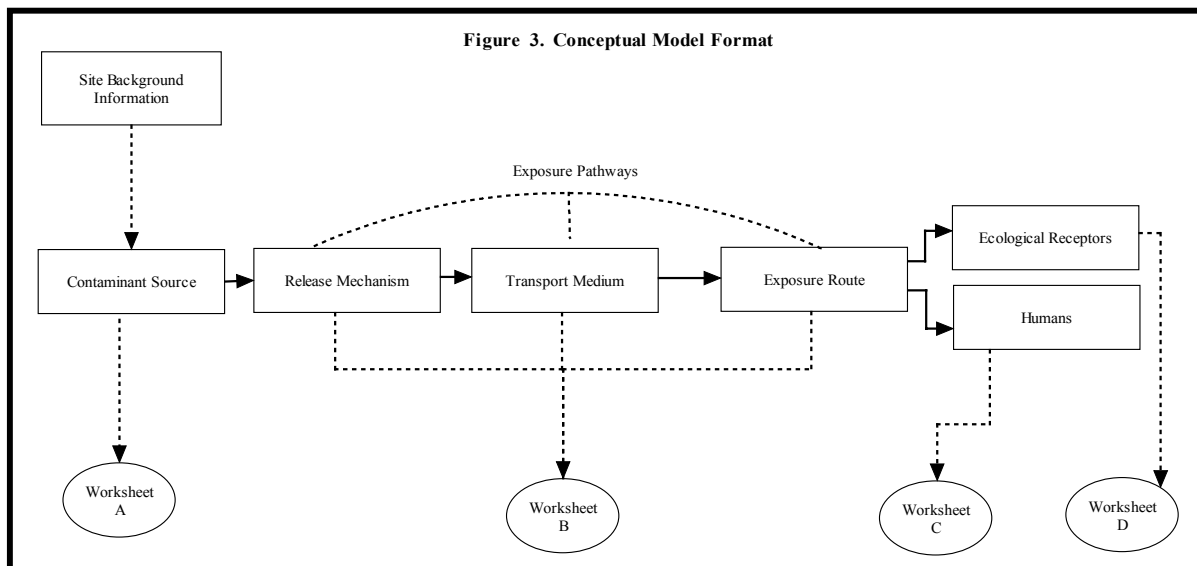 Figure 3. Conceptual Model Format
Site Background
Information
Exposure Pathways
Contaminant Source
Release Mechanism
Transport Medium
Exposure Route
Ecological Receptors
Humans
Worksheet
A
Worksheet
B
Worksheet
C
Worksheet
D